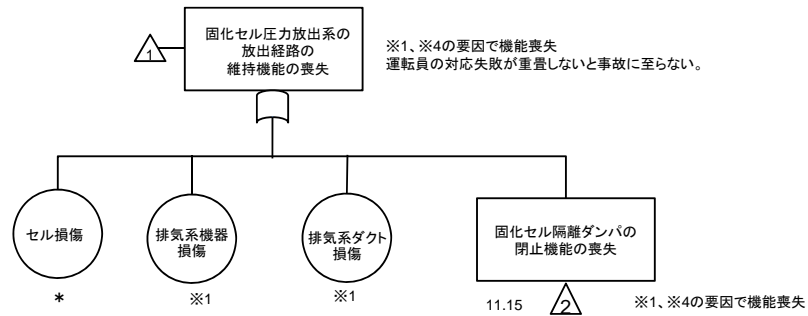 固化セル圧力放出系の
放出経路の
維持機能の喪失
1
※1、※4の要因で機能喪失
運転員の対応失敗が重畳しないと事故に至らない。
セル損傷
*
排気系機器
損傷
※1
排気系ダクト
損傷
※1
固化セル隔離ダンパの
閉止機能の喪失
11.15
2
※1、※4の要因で機能喪失